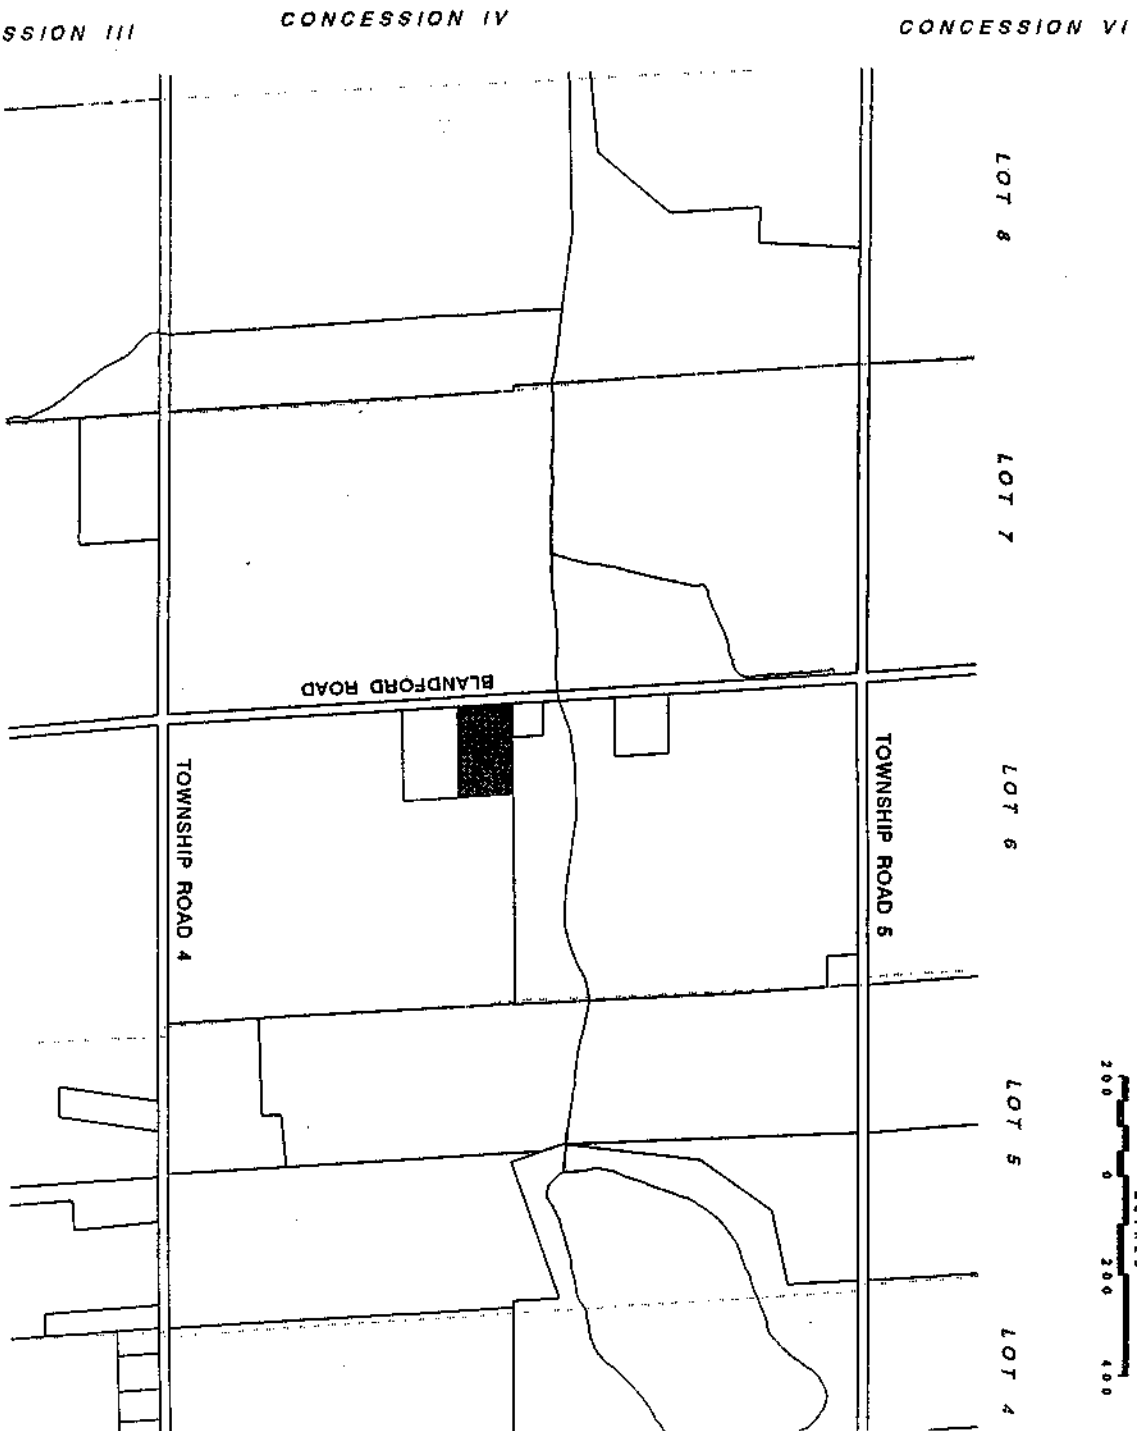 SSION III
CONCESSION IV
CONCESSION VI
LOT 8
LOT 7
BLANDFORD ROAD
TOWNSHIP ROAD 4
TOWNSHIP ROAD 5
LOT 6
LOT 5
LOT 4
200 0 200 400